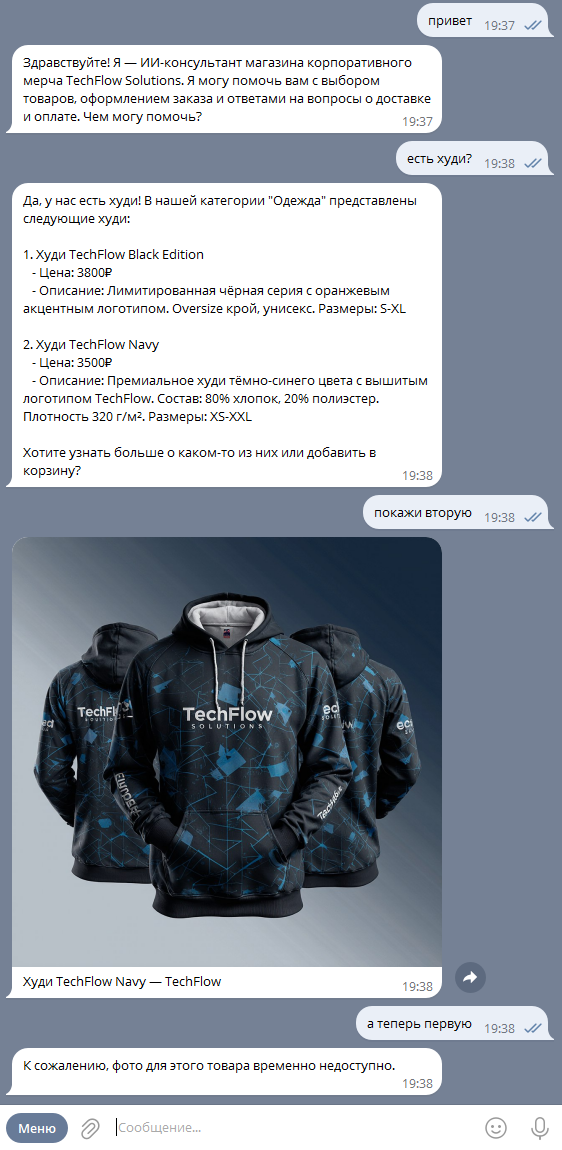 привет 19:37
Здравствуйте! Я — ИИ-консультант магазина корпоративного
мерча TechFlow Solutions. Я могу помочь вам с выбором
товаров, оформлением заказа и ответами на вопросы о доставке
и оплате. Чем могу помочь?
19:37
есть худи? 19:38
Да, у нас есть худи! В нашей категории "Одежда" представлены
следующие худи:
1. Худи TechFlow Black Edition
- Цена: 3800₽
- Описание: Лимитированная чёрная серия с оранжевым
акцентным логотипом. Oversize крой, унисекс. Размеры: S-XL
2. Худи TechFlow Navy
- Цена: 3500₽
- Описание: Премиальное худи тёмно-синего цвета с вышитым
логотипом TechFlow. Состав: 80% хлопок, 20% полиэстер.
Плотность 320 г/м². Размеры: XS-XXL
Хотите узнать больше о каком-то из них или добавить в
корзину?
19:38
покажи вторую 19:38
TechFlow
SOLUTIONS
Худи TechFlow Navy — TechFlow 19:38
а теперь первую 19:38
К сожалению, фото для этого товара временно недоступно.
19:38
Меню
Сообщение...